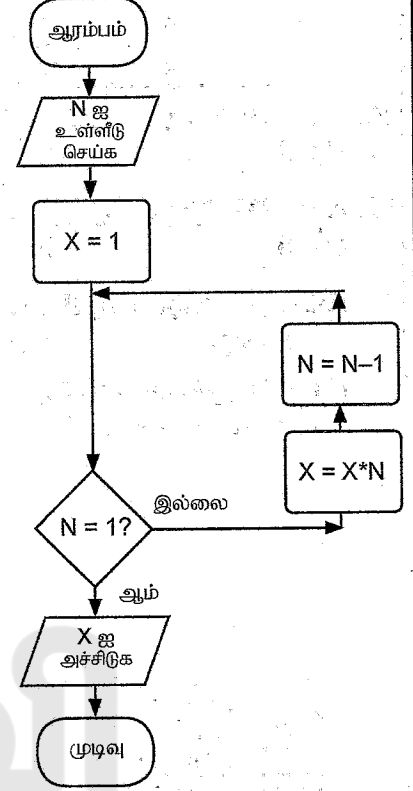 ஆரம்பம்
N ஐ
உள்ளீடு
செய்க
X = 1
N = N–1
X = X*N
இல்லை
N = 1?
ஆம்
X ஐ
அச்சிடுக
முடிவு